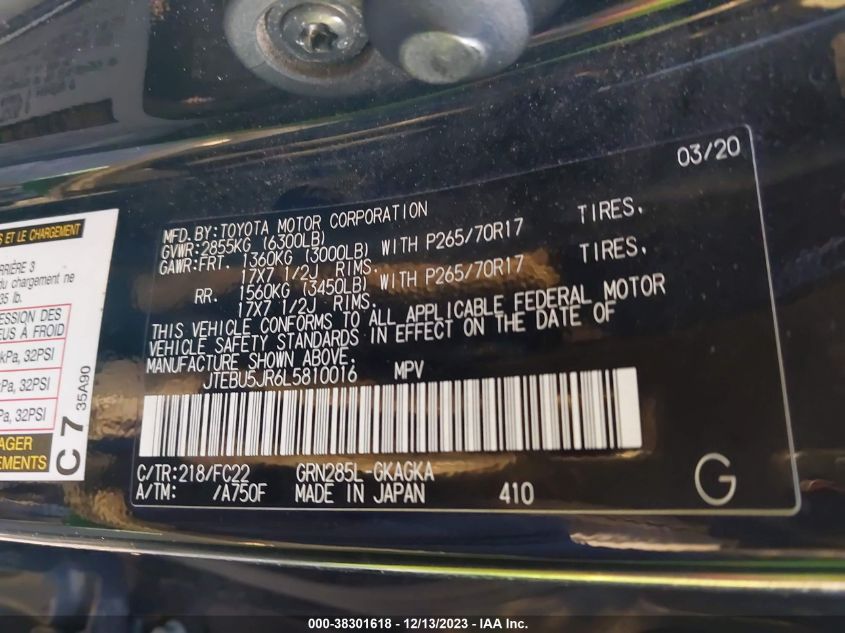 03/20
MFD.BY:TOYOTA MOTOR CORPORATION
GVWR:2855KG (6300LB)
GAWR:FRT. 1360KG (3000LB) WITH P265/70R17 TIRES,
17X7 1/2J RIMS.
RR. 1560KG (3450LB) WITH P265/70R17 TIRES,
17X7 1/2J RIMS.
THIS VEHICLE CONFORMS TO ALL APPLICABLE FEDERAL MOTOR
VEHICLE SAFETY STANDARDS IN EFFECT ON THE DATE OF
MANUFACTURE SHOWN ABOVE.
JTEBU5JR6L5810016 MPV
C/TR:218/FC22 GRN285L-GKAGKA
A/TM: /A750F MADE IN JAPAN 410 G
S ET LE CHARGEMENT
RRIÈRE 3
du chargement ne
35 lb.
ESSION DES
EUS À FROID
kPa, 32PSI
Pa, 32PSI
a, 32PSI
AGER
EMENTS
C7
35A90
000-38301618 - 12/13/2023 - IAA Inc.